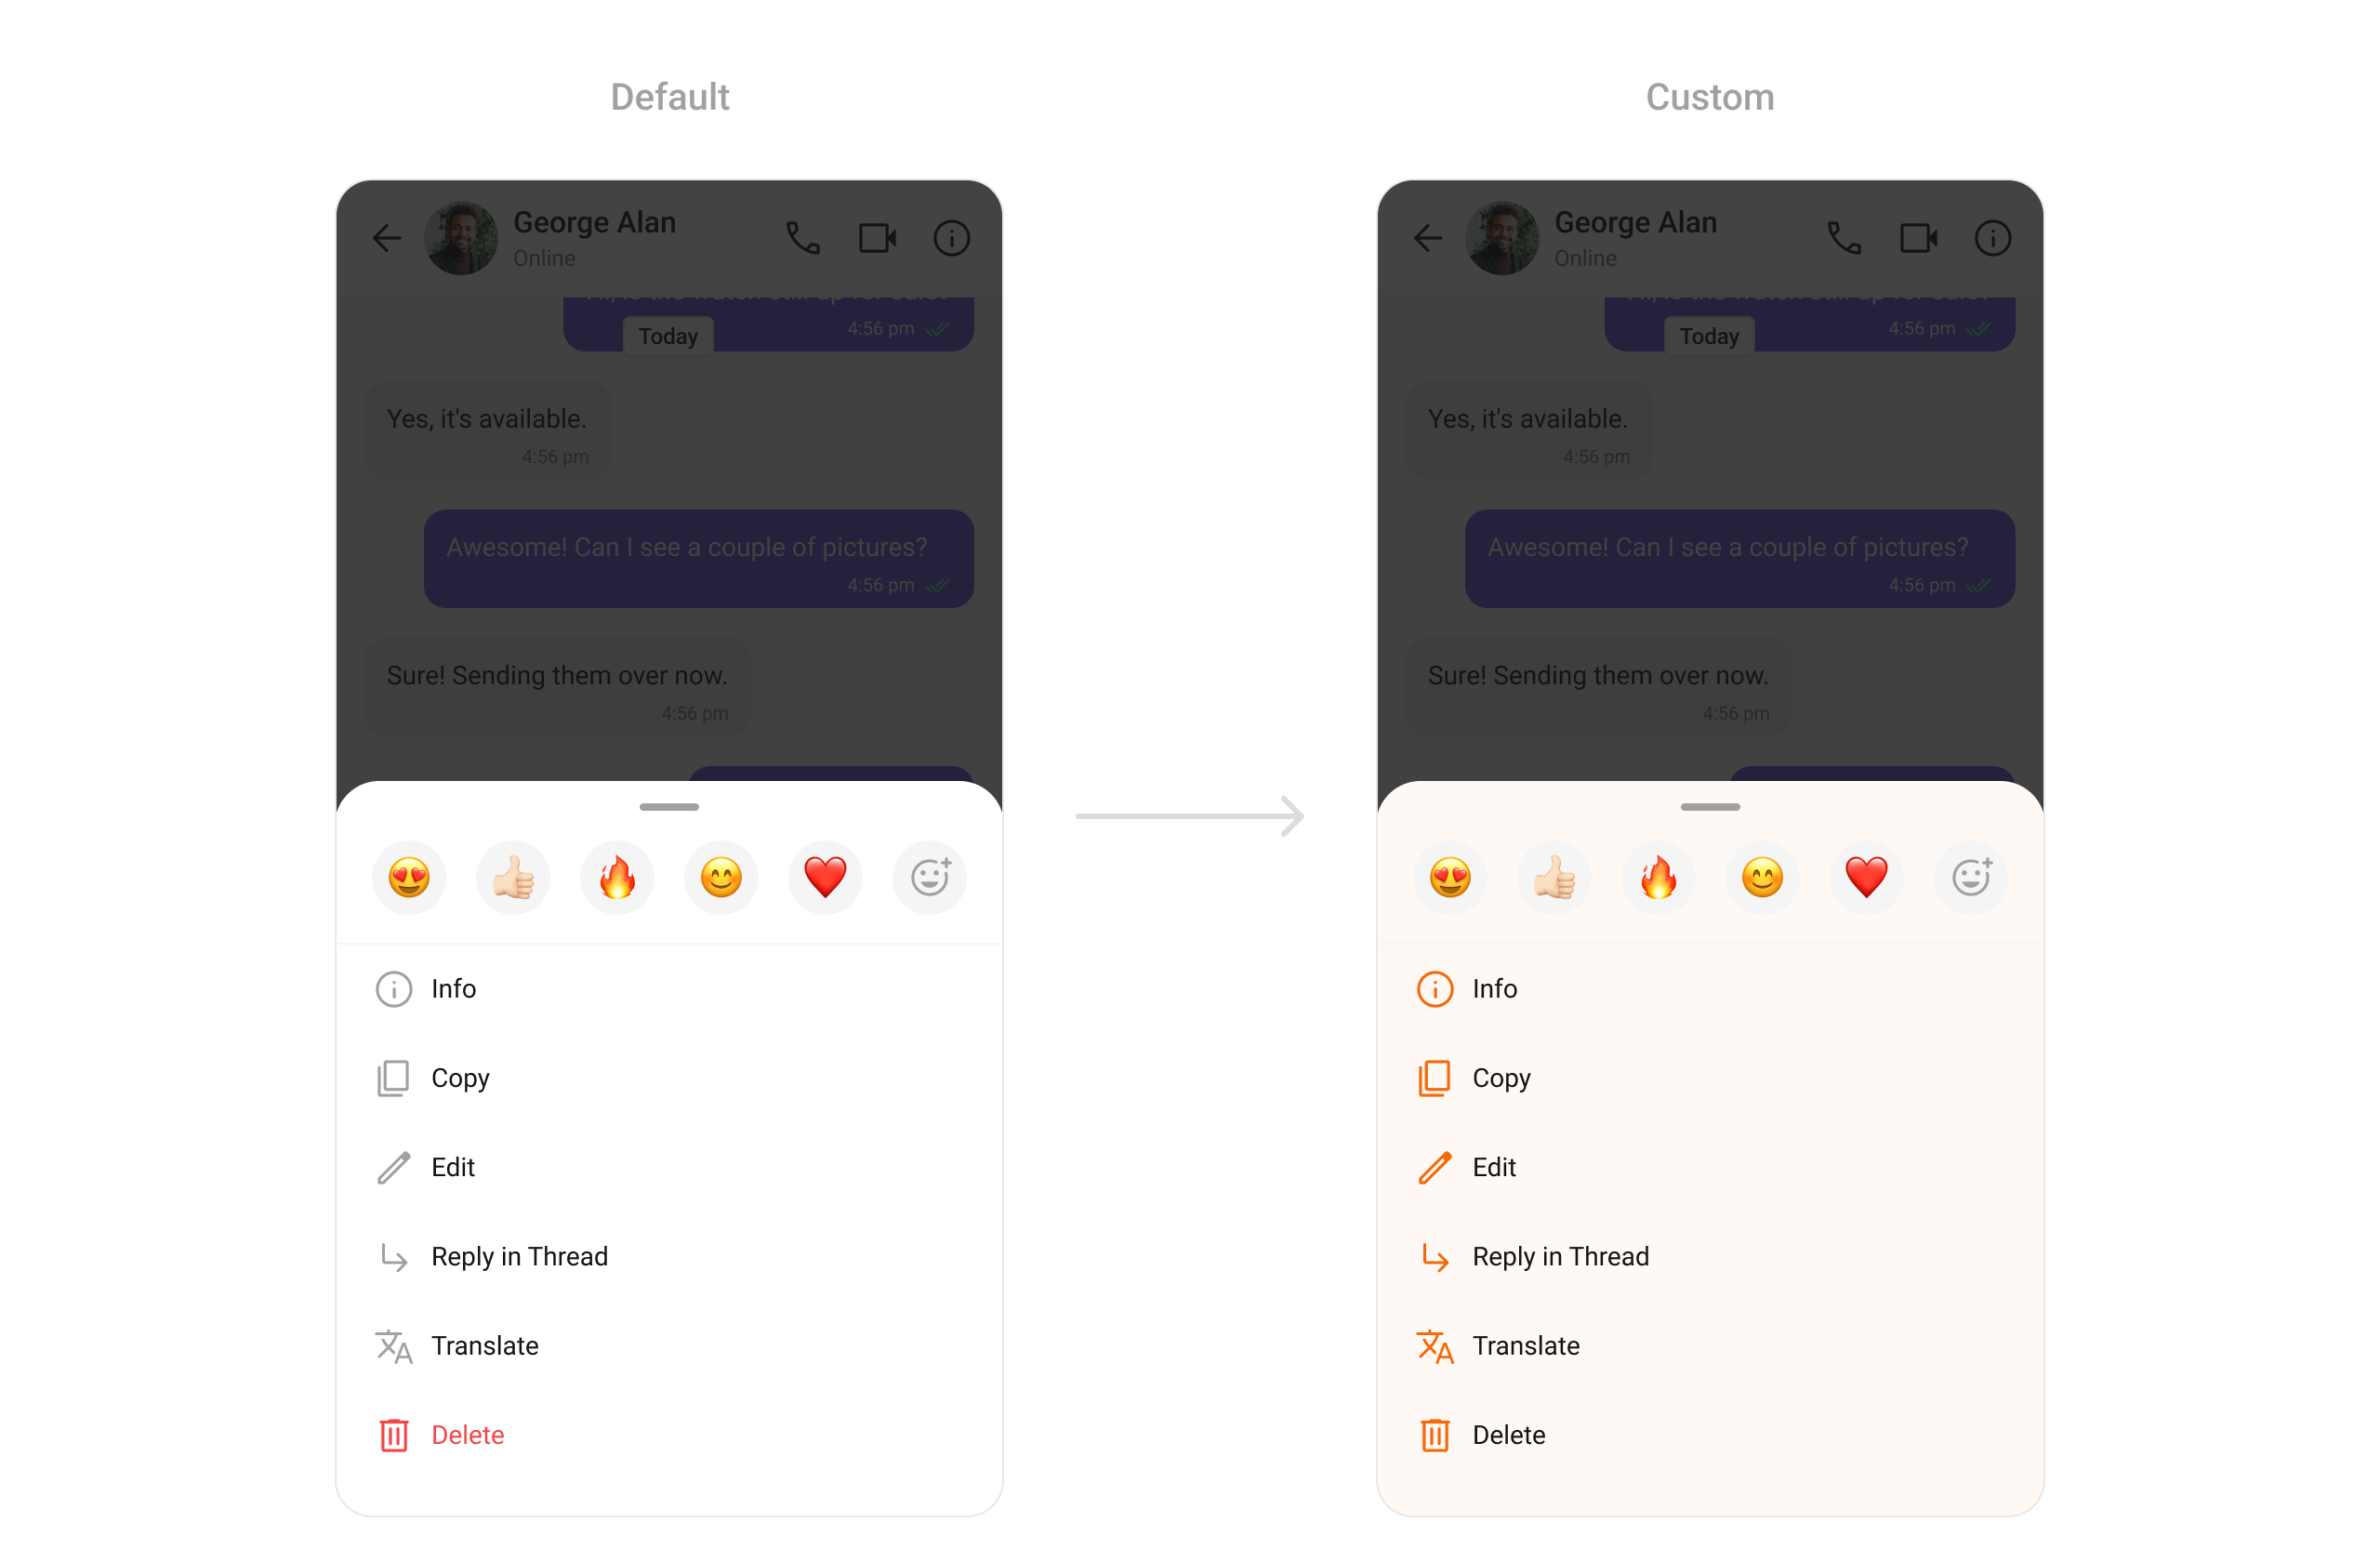 Default
George Alan
Online
4:56 pm
Today
Yes, it's available.
4:56 pm
Awesome! Can I see a couple of pictures?
4:56 pm
Sure! Sending them over now.
4:56 pm
Info
Copy
Edit
Reply in Thread
Translate
Delete
Custom
George Alan
Online
4:56 pm
Today
Yes, it's available.
4:56 pm
Awesome! Can I see a couple of pictures?
4:56 pm
Sure! Sending them over now.
4:56 pm
Info
Copy
Edit
Reply in Thread
Translate
Delete